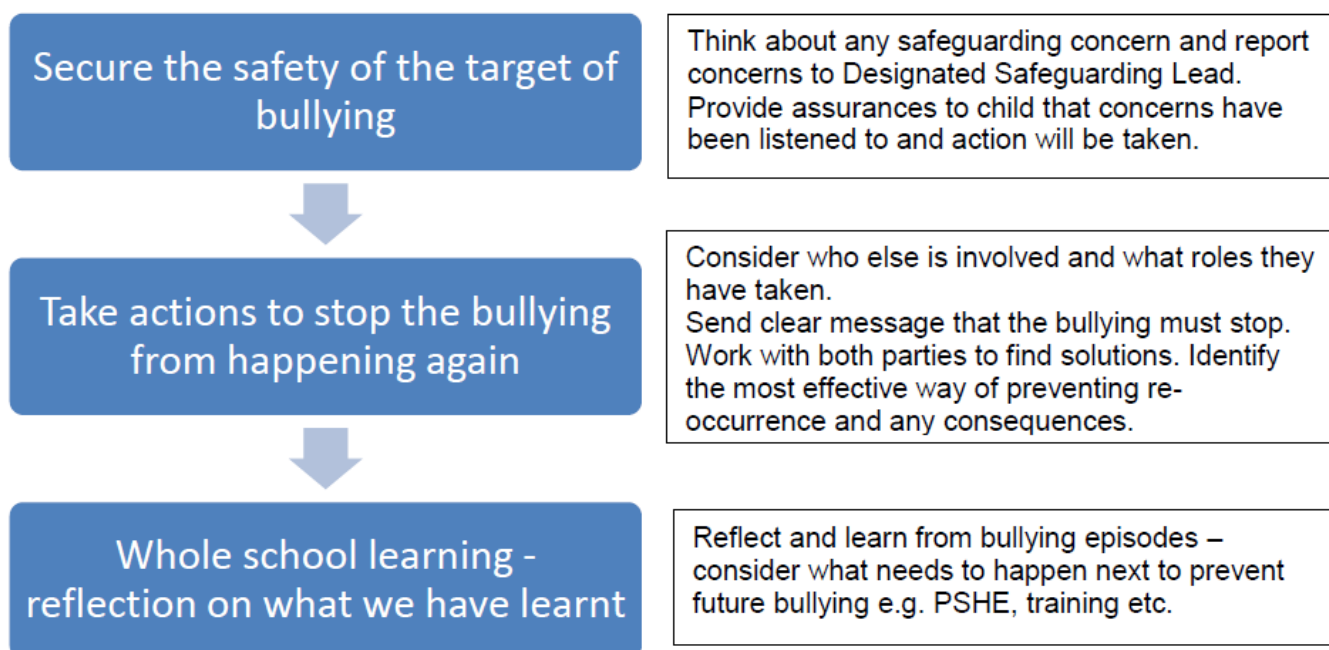 Secure the safety of the target of
bullying
Think about any safeguarding concern and report
concerns to Designated Safeguarding Lead.
Provide assurances to child that concerns have
been listened to and action will be taken.
Take actions to stop the bullying
from happening again
Consider who else is involved and what roles they
have taken.
Send clear message that the bullying must stop.
Work with both parties to find solutions. Identify
the most effective way of preventing re-
occurrence and any consequences.
Whole school learning -
reflection on what we have learnt
Reflect and learn from bullying episodes –
consider what needs to happen next to prevent
future bullying e.g. PSHE, training etc.